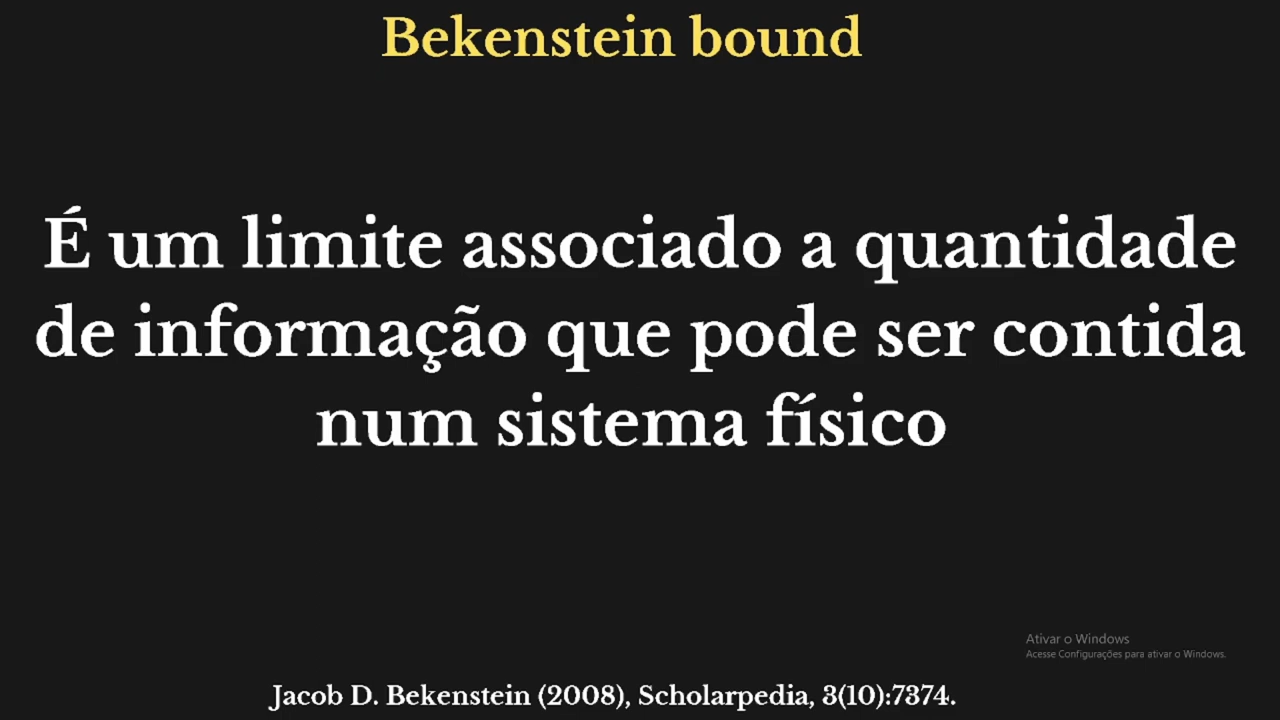 Bekenstein bound
É um limite associado a quantidade
de informação que pode ser contida
num sistema físico
Ativar o Windows
Acesse Configurações para ativar o Windows.
Jacob D. Bekenstein (2008), Scholarpedia, 3(10):7374.